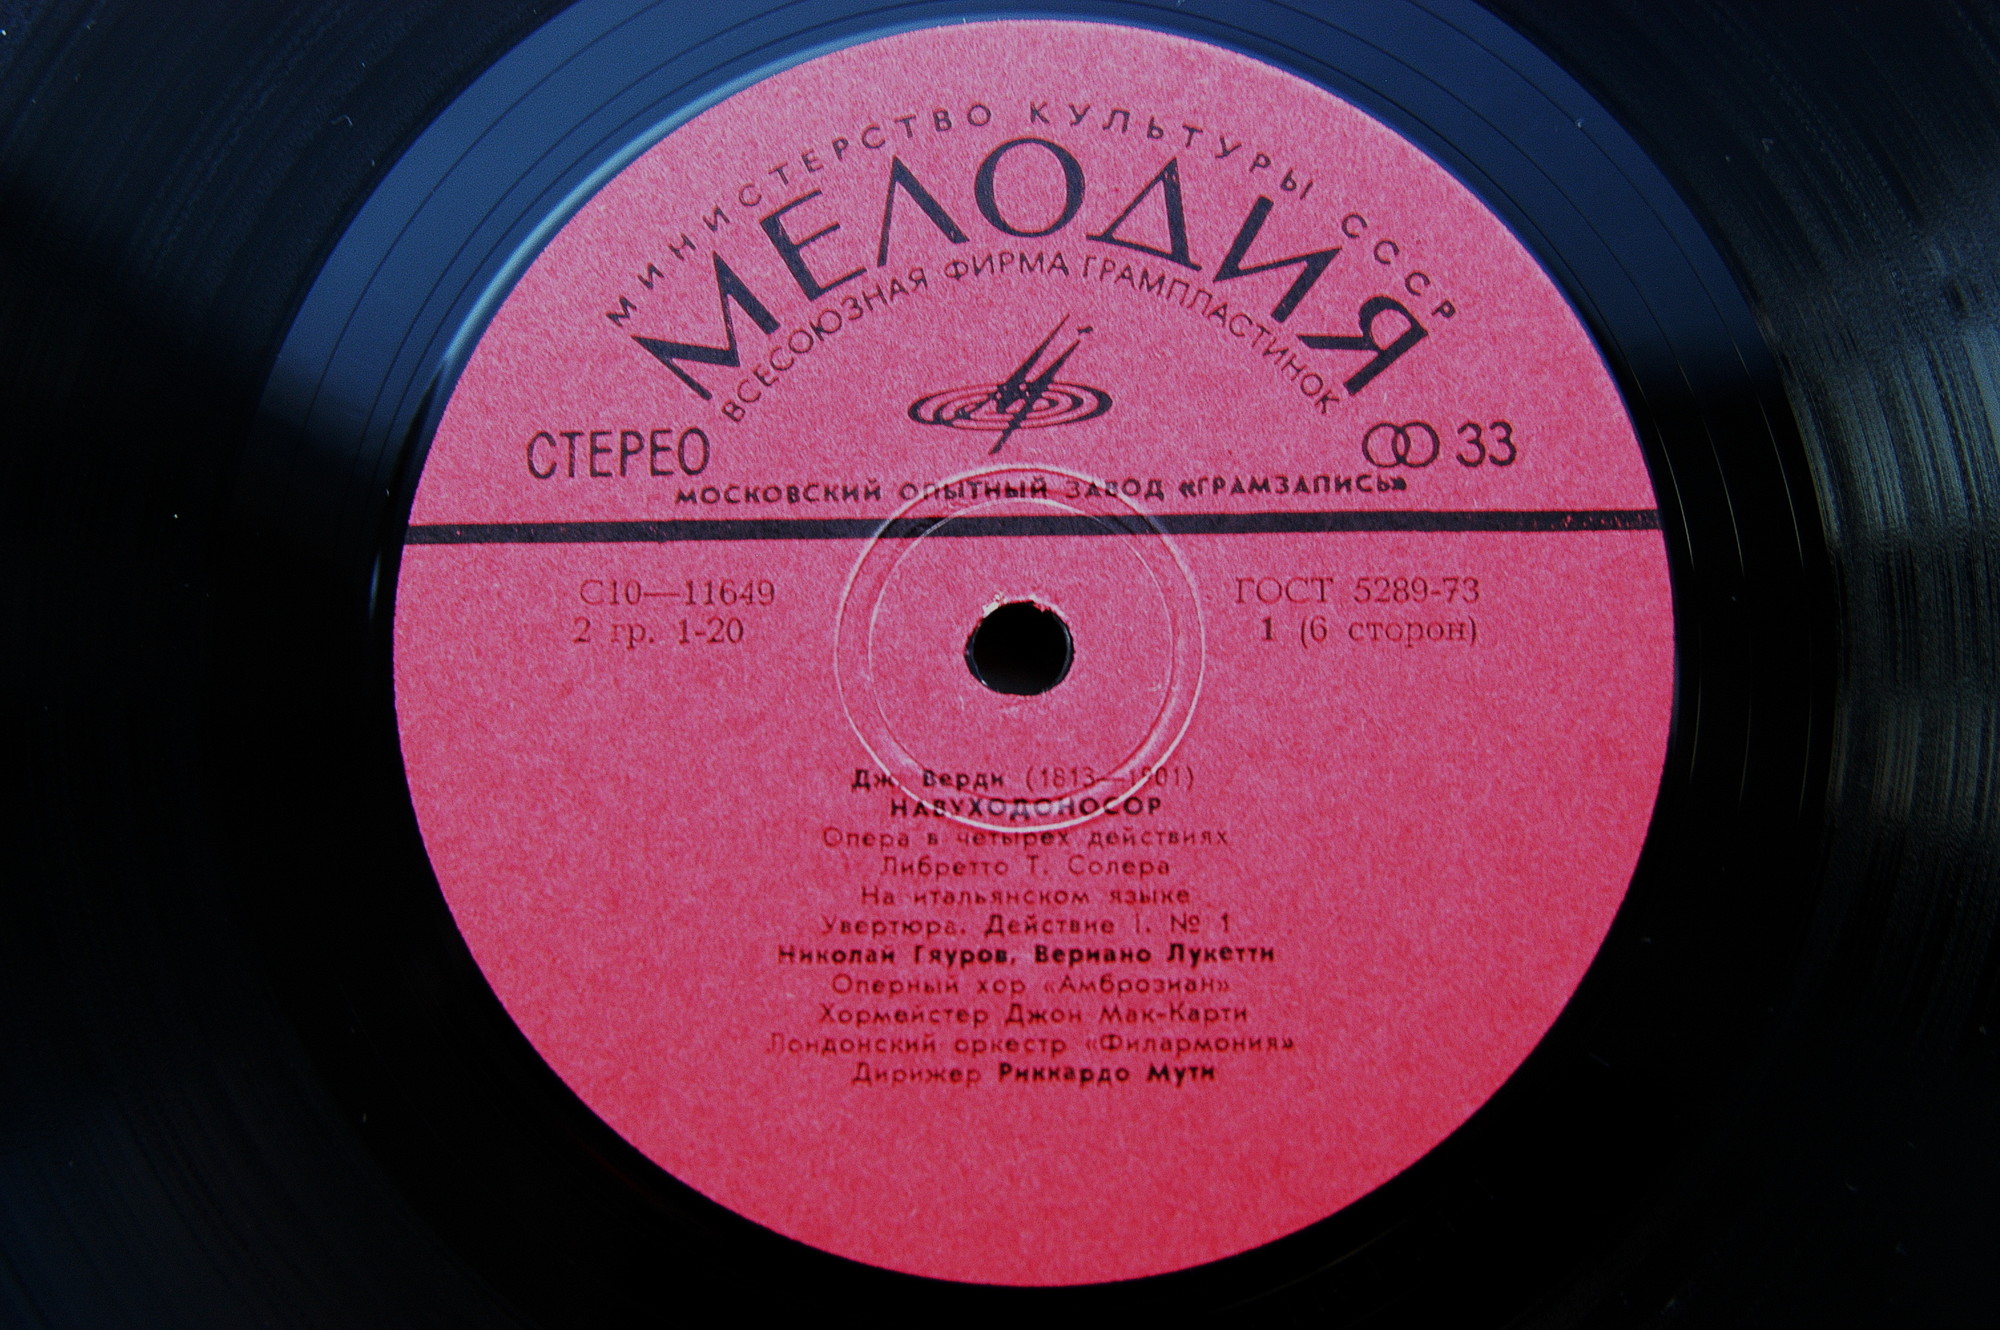 МИНИСТЕРСТВО КУЛЬТУРЫ СССР
МЕЛОДИЯ
ВСЕСОЮЗНАЯ ФИРМА ГРАМПЛАСТИНОК
СТЕРЕО
33
МОСКОВСКИЙ ОПЫТНЫЙ ЗАВОД «ГРАМЗАПИСЬ»
С10—11649
ГОСТ 5289-73
2 гр. 1-20
1 (6 сторон)
Дж. Верди (1813—1901)
НАВУХОДОНОСОР
Опера в четырех действиях
Либретто Т. Солера
На итальянском языке
Увертюра. Действие I. № 1
Николай Гяуров, Вериано Лукетти
Оперный хор «Амброзиан»
Хормейстер Джон Мак-Карти
Лондонский оркестр «Филармония»
Дирижер Риккардо Мути